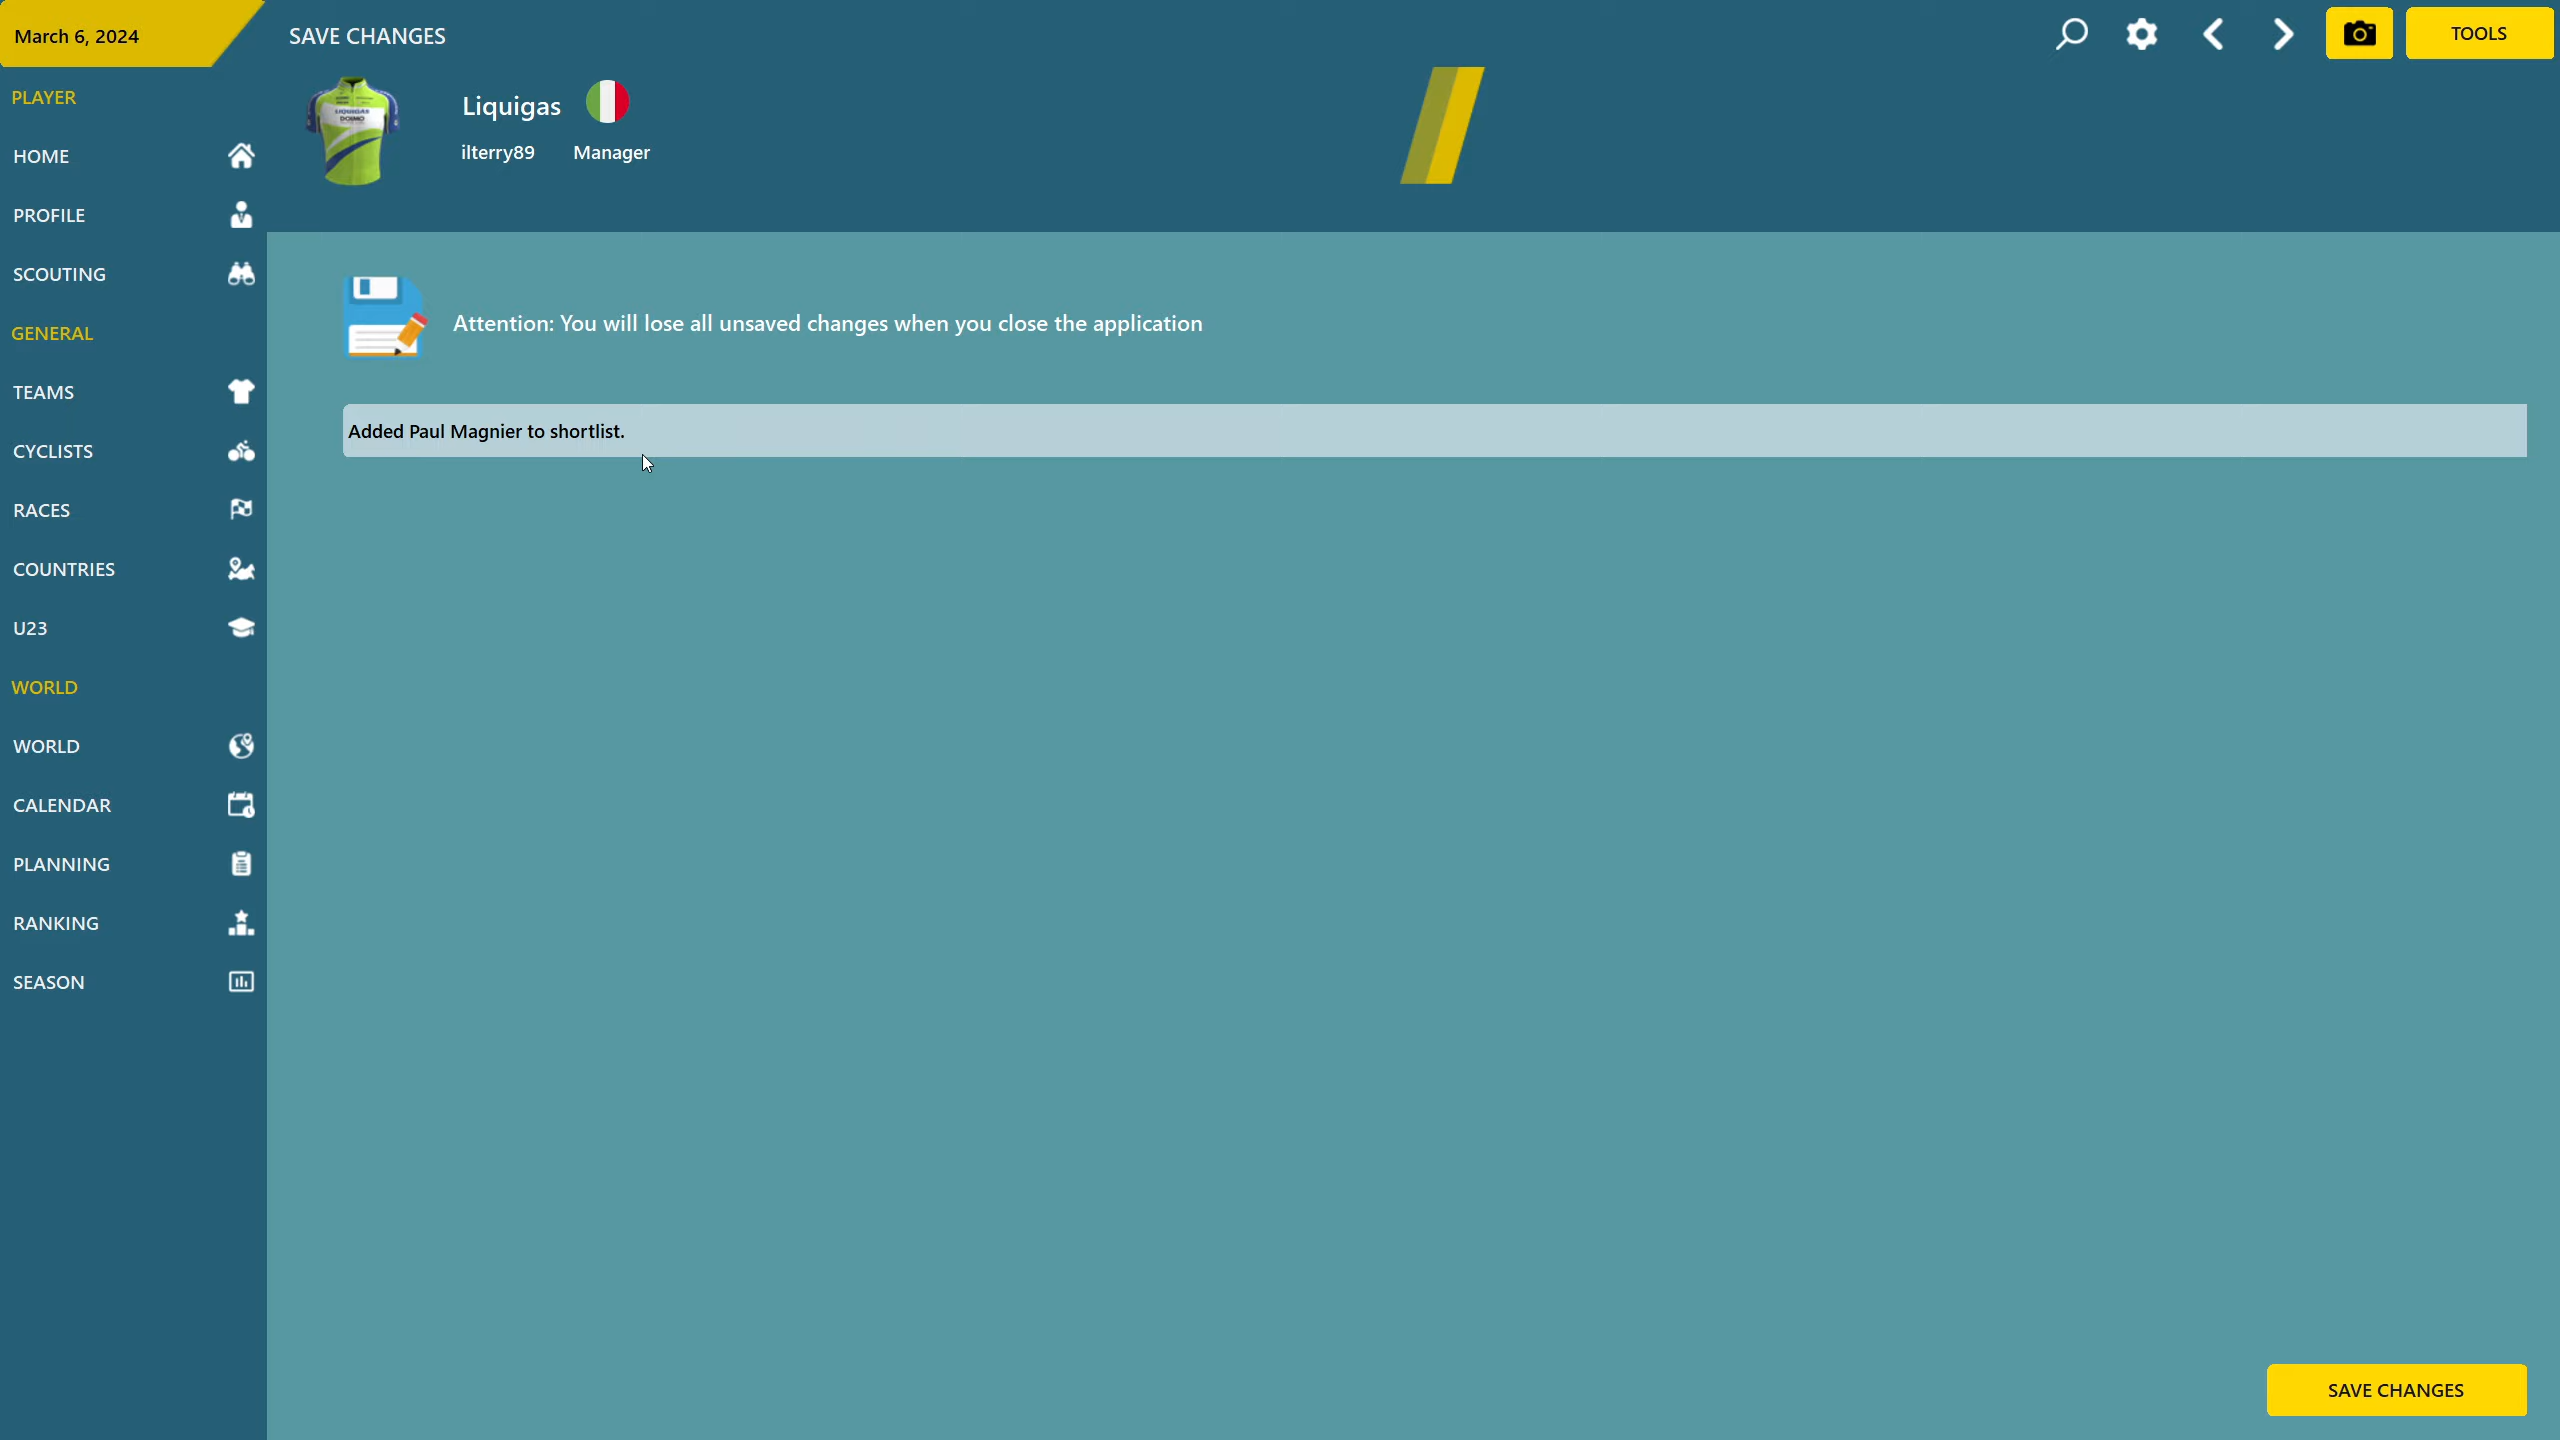 March 6, 2024
SAVE CHANGES
TOOLS
PLAYER
Liquigas
ilterry89 Manager
LIQUIGAS
DOIMO
HOME
PROFILE
SCOUTING
GENERAL
TEAMS
CYCLISTS
RACES
COUNTRIES
U23
WORLD
WORLD
CALENDAR
PLANNING
RANKING
SEASON
Attention: You will lose all unsaved changes when you close the application
Added Paul Magnier to shortlist.
SAVE CHANGES